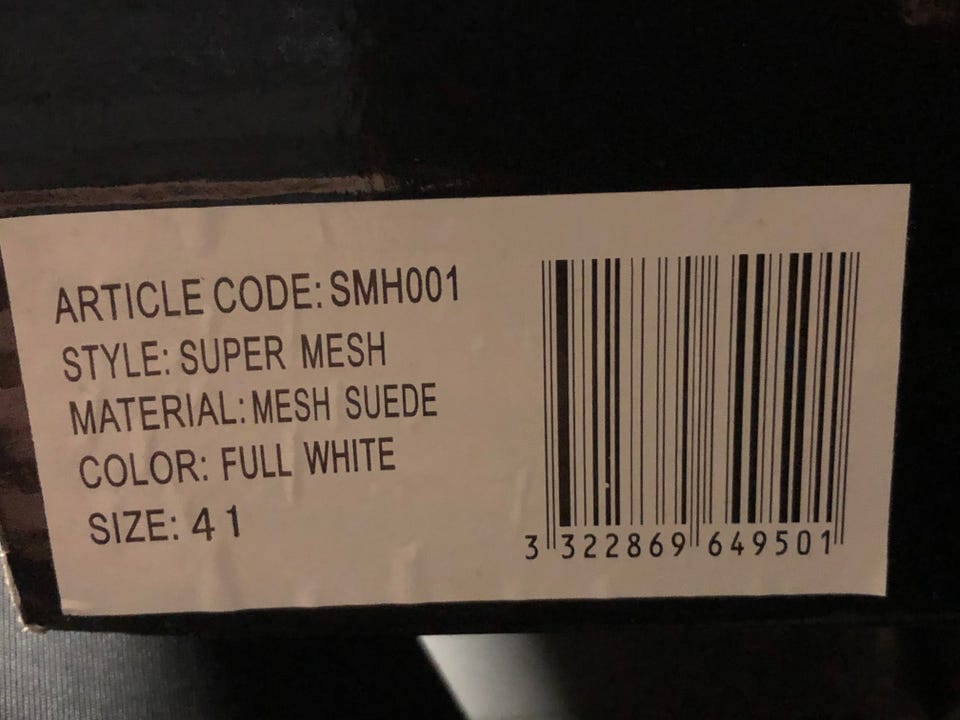 ARTICLE CODE: SMH001
STYLE: SUPER MESH
MATERIAL: MESH SUEDE
COLOR: FULL WHITE
SIZE: 41
3 322869 649501